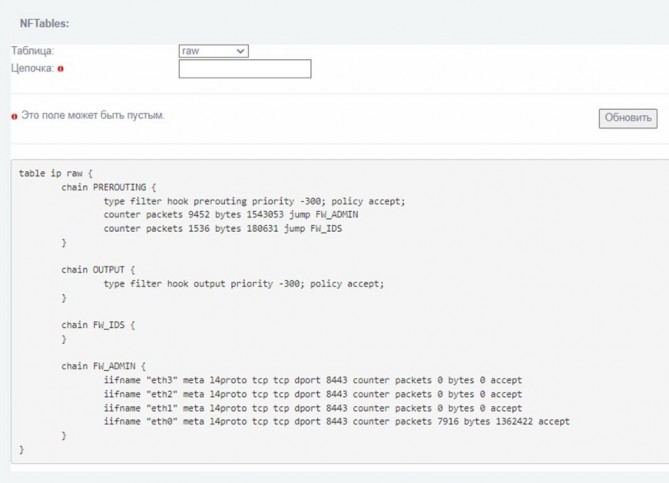 NFTables:
Таблица: raw
Цепочка:
Это поле может быть пустым.
Обновить
table ip raw {
chain PREROUTING {
type filter hook prerouting priority -300; policy accept;
counter packets 9452 bytes 1543053 jump FW_ADMIN
counter packets 1536 bytes 180631 jump FW_IDS
}
chain OUTPUT {
type filter hook output priority -300; policy accept;
}
chain FW_IDS {
}
chain FW_ADMIN {
iifname "eth3" meta l4proto tcp tcp dport 8443 counter packets 0 bytes 0 accept
iifname "eth2" meta l4proto tcp tcp dport 8443 counter packets 0 bytes 0 accept
iifname "eth1" meta l4proto tcp tcp dport 8443 counter packets 0 bytes 0 accept
iifname "eth0" meta l4proto tcp tcp dport 8443 counter packets 7916 bytes 1362422 accept
}
}